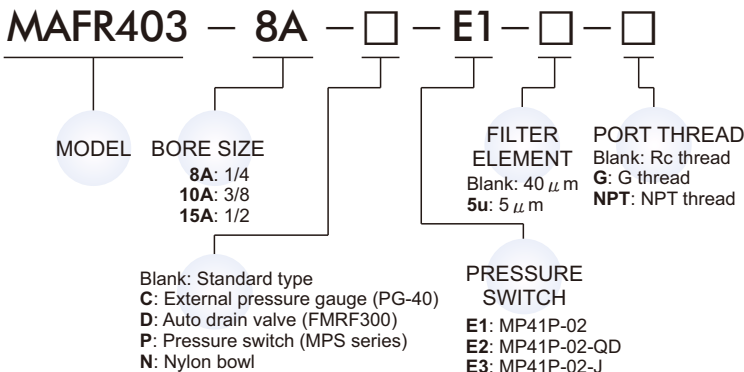 MAFR403 － 8A － □ － E1 － □ － □
MODEL
BORE SIZE
8A: 1/4
10A: 3/8
15A: 1/2
Blank: Standard type
C: External pressure gauge (PG-40)
D: Auto drain valve (FMRF300)
P: Pressure switch (MPS series)
N: Nylon bowl
PRESSURE
SWITCH
E1: MP41P-02
E2: MP41P-02-QD
E3: MP41P-02-J
FILTER
ELEMENT
Blank: 40 μm
5u: 5 μm
PORT THREAD
Blank: Rc thread
G: G thread
NPT: NPT thread